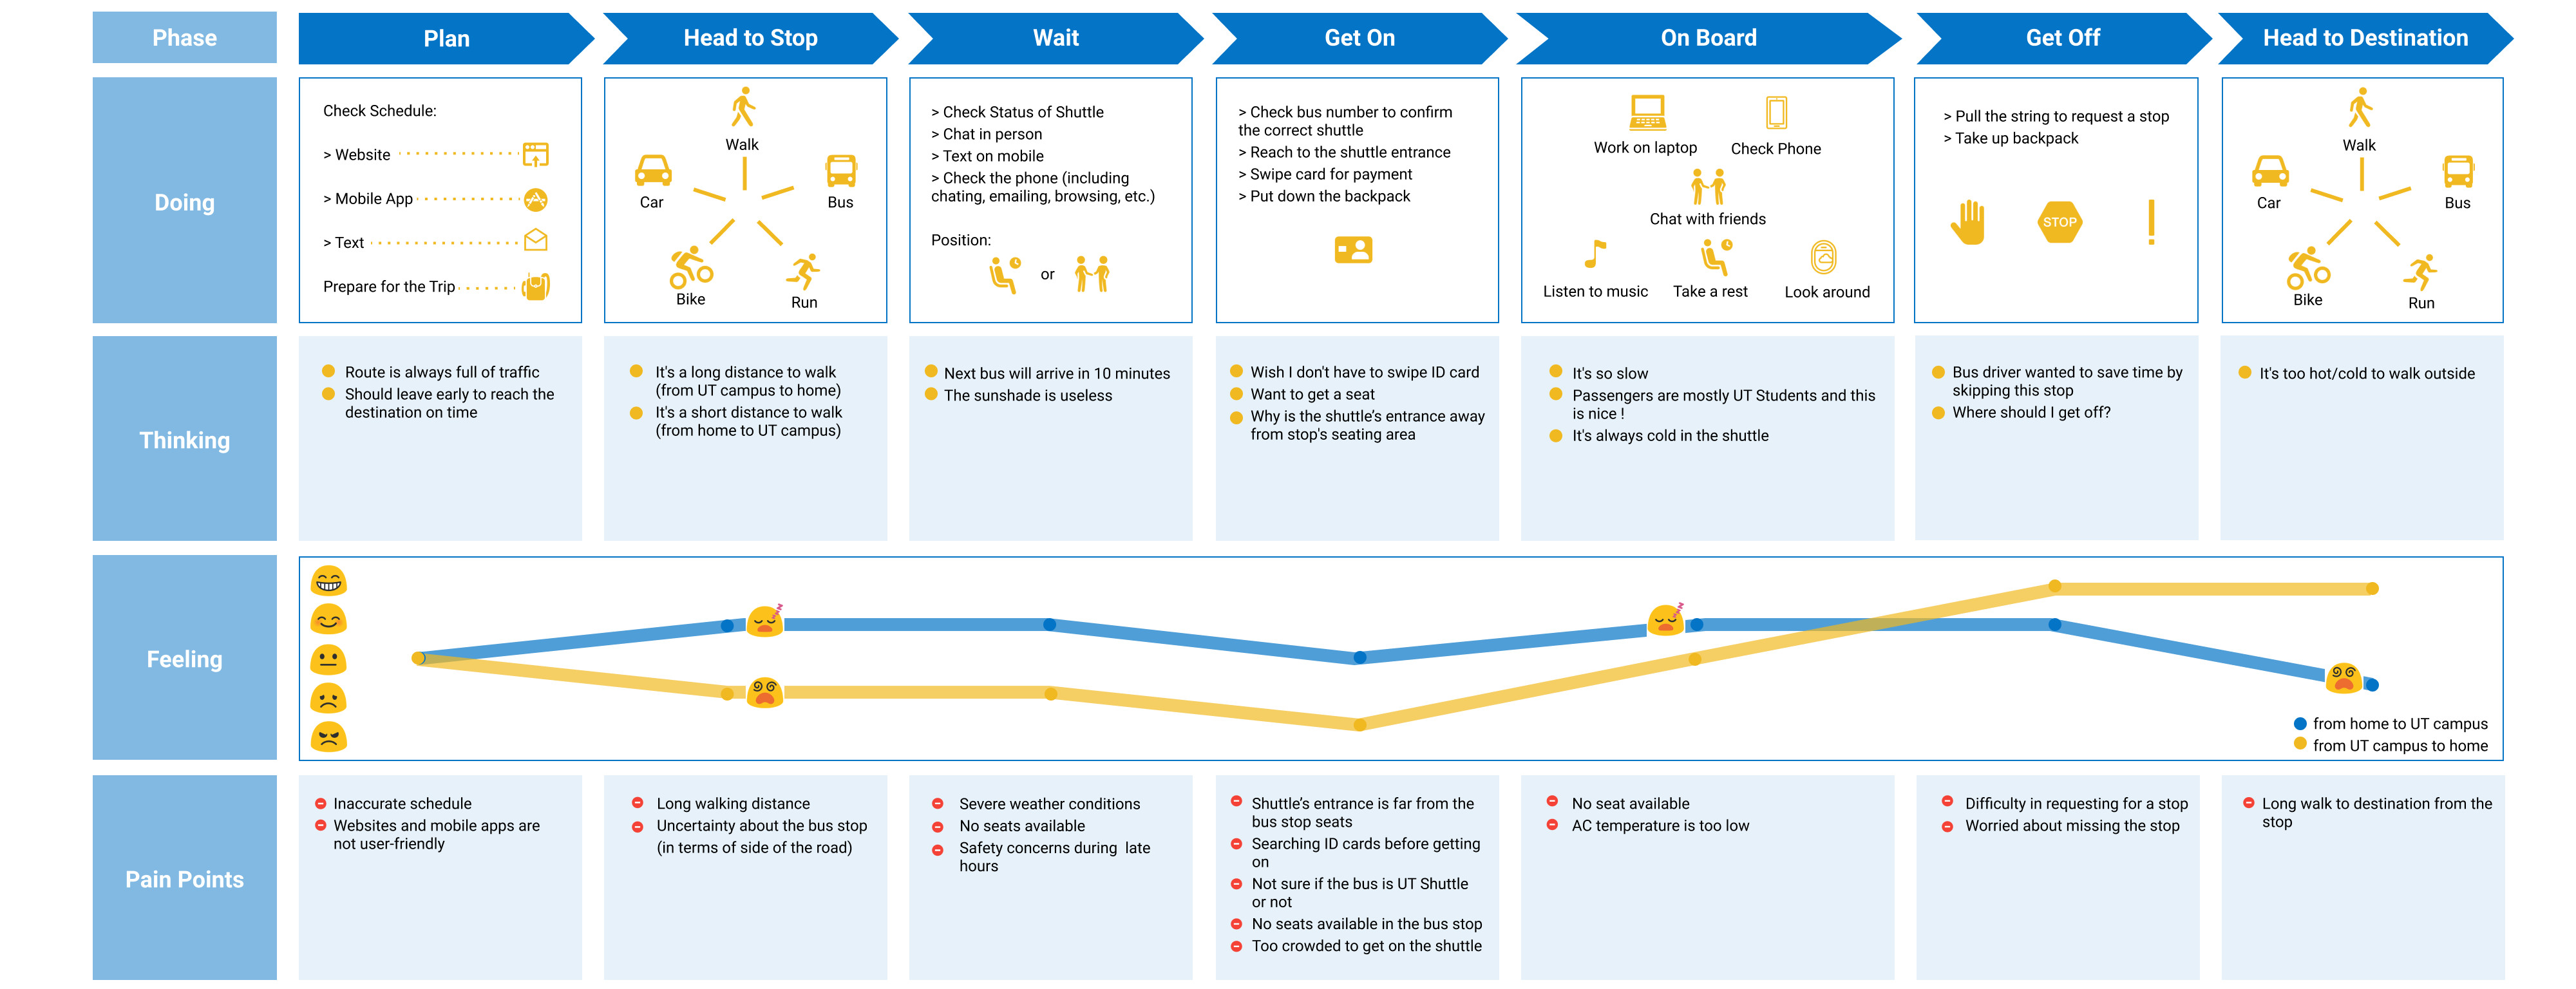 Phase
Plan
Head to Stop
Wait
Get On
On Board
Get Off
Head to Destination
Doing
Check Schedule:
> Website
> Mobile App
> Text
Prepare for the Trip
Walk
Car
Bus
Bike
Run
> Check Status of Shuttle
> Chat in person
> Text on mobile
> Check the phone (including
chating, emailing, browsing, etc.)
Position:
or
> Check bus number to confirm
the correct shuttle
> Reach to the shuttle entrance
> Swipe card for payment
> Put down the backpack
Work on laptop
Check Phone
Chat with friends
Listen to music
Take a rest
Look around
> Pull the string to request a stop
> Take up backpack
STOP
Walk
Car
Bus
Bike
Run
Thinking
Route is always full of traffic
Should leave early to reach the
destination on time
It's a long distance to walk
(from UT campus to home)
It's a short distance to walk
(from home to UT campus)
Next bus will arrive in 10 minutes
The sunshade is useless
Wish I don't have to swipe ID card
Want to get a seat
Why is the shuttle's entrance away
from stop's seating area
It's so slow
Passengers are mostly UT Students and this
is nice !
It's always cold in the shuttle
Bus driver wanted to save time by
skipping this stop
Where should I get off?
It's too hot/cold to walk outside
Feeling
from home to UT campus
from UT campus to home
Pain Points
Inaccurate schedule
Websites and mobile apps are
not user-friendly
Long walking distance
Uncertainty about the bus stop
(in terms of side of the road)
Severe weather conditions
No seats available
Safety concerns during late
hours
Shuttle's entrance is far from the
bus stop seats
Searching ID cards before getting
on
Not sure if the bus is UT Shuttle
or not
No seats available in the bus stop
Too crowded to get on the shuttle
No seat available
AC temperature is too low
Difficulty in requesting for a stop
Worried about missing the stop
Long walk to destination from the
stop